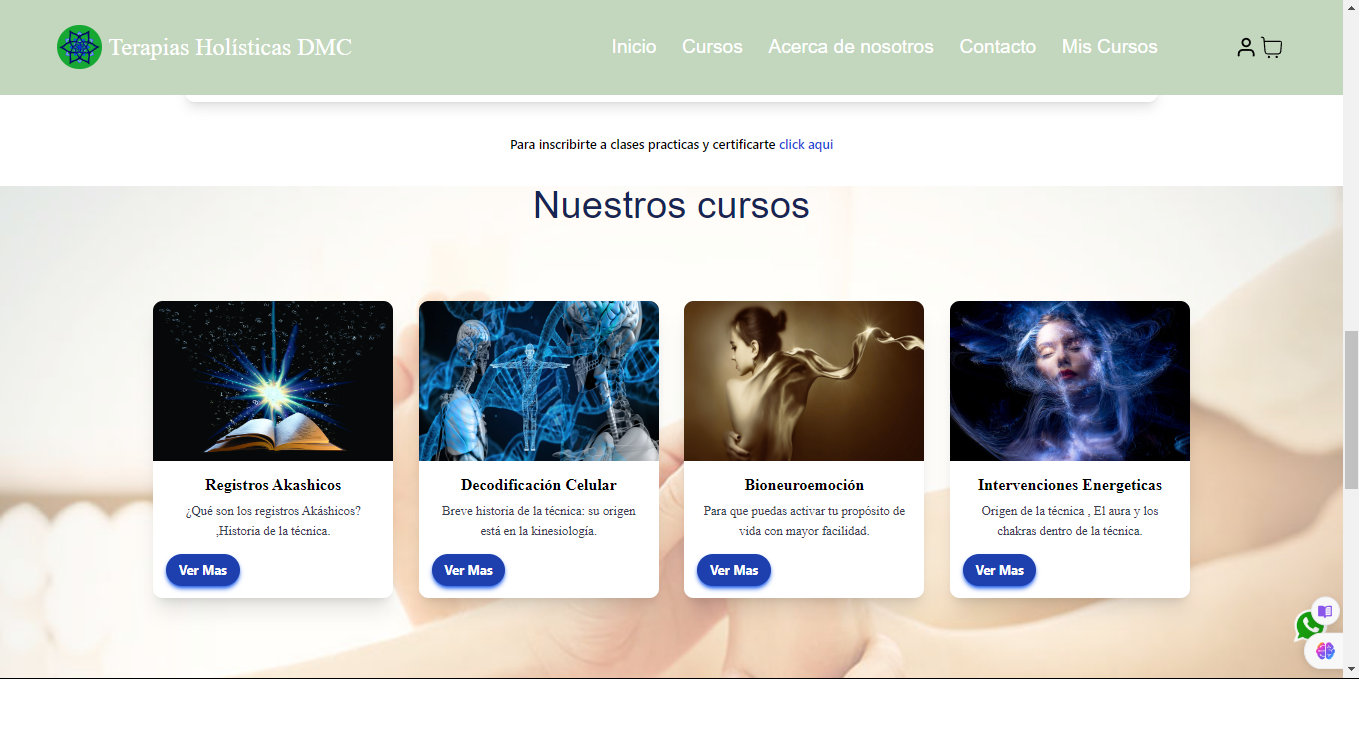 Terapias Holísticas DMC
Inicio Cursos Acerca de nosotros Contacto Mis Cursos
Para inscribirte a clases practicas y certificarte click aqui
Nuestros cursos
Registros Akashicos
¿Qué son los registros Akáshicos?
,Historia de la técnica.
Ver Mas
Decodificación Celular
Breve historia de la técnica: su origen
está en la kinesiología.
Ver Mas
Bioneuroemoción
Para que puedas activar tu propósito de
vida con mayor facilidad.
Ver Mas
Intervenciones Energeticas
Origen de la técnica , El aura y los
chakras dentro de la técnica.
Ver Mas